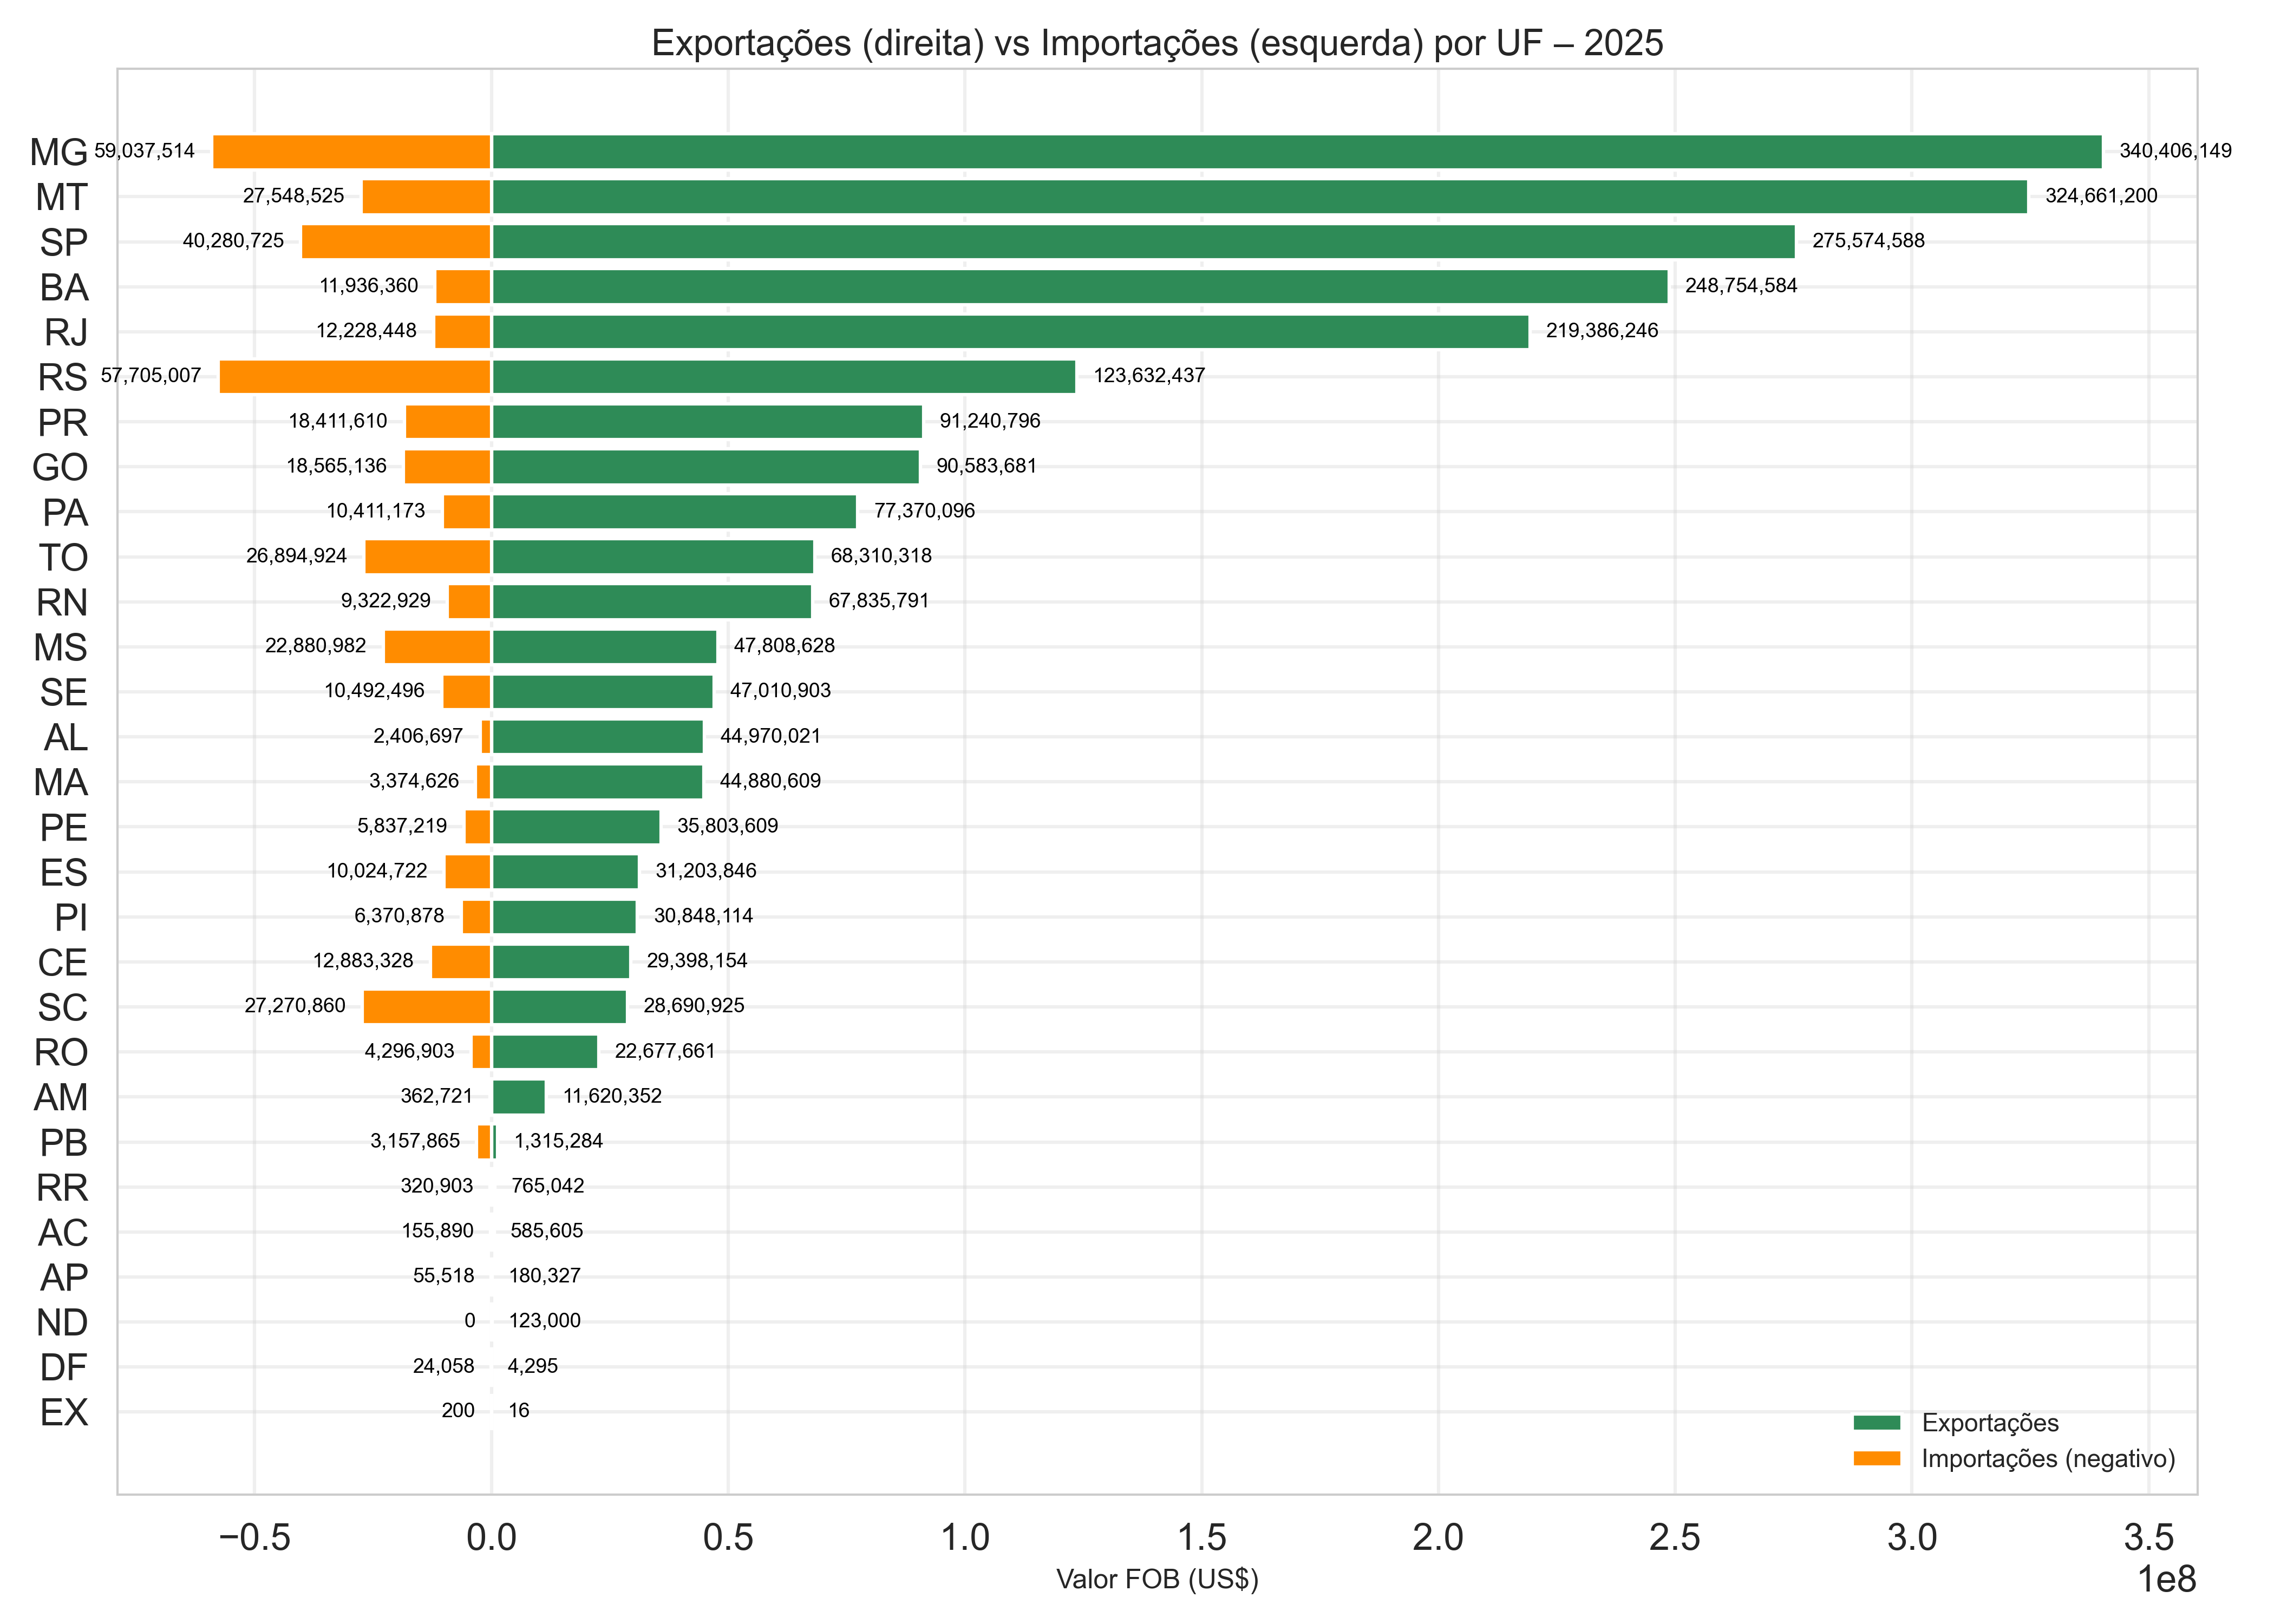 Exportações (direita) vs Importações (esquerda) por UF – 2025
MG 59,037,514 340,406,149
MT 27,548,525 324,661,200
SP 40,280,725 275,574,588
BA 11,936,360 248,754,584
RJ 12,228,448 219,386,246
RS 57,705,007 123,632,437
PR 18,411,610 91,240,796
GO 18,565,136 90,583,681
PA 10,411,173 77,370,096
TO 26,894,924 68,310,318
RN 9,322,929 67,835,791
MS 22,880,982 47,808,628
SE 10,492,496 47,010,903
AL 2,406,697 44,970,021
MA 3,374,626 44,880,609
PE 5,837,219 35,803,609
ES 10,024,722 31,203,846
PI 6,370,878 30,848,114
CE 12,883,328 29,398,154
SC 27,270,860 28,690,925
RO 4,296,903 22,677,661
AM 362,721 11,620,352
PB 3,157,865 1,315,284
RR 320,903 765,042
AC 155,890 585,605
AP 55,518 180,327
ND 0 123,000
DF 24,058 4,295
EX 200 16
Exportações
Importações (negativo)
−0.5 0.0 0.5 1.0 1.5 2.0 2.5 3.0 3.5
1e8
Valor FOB (US$)